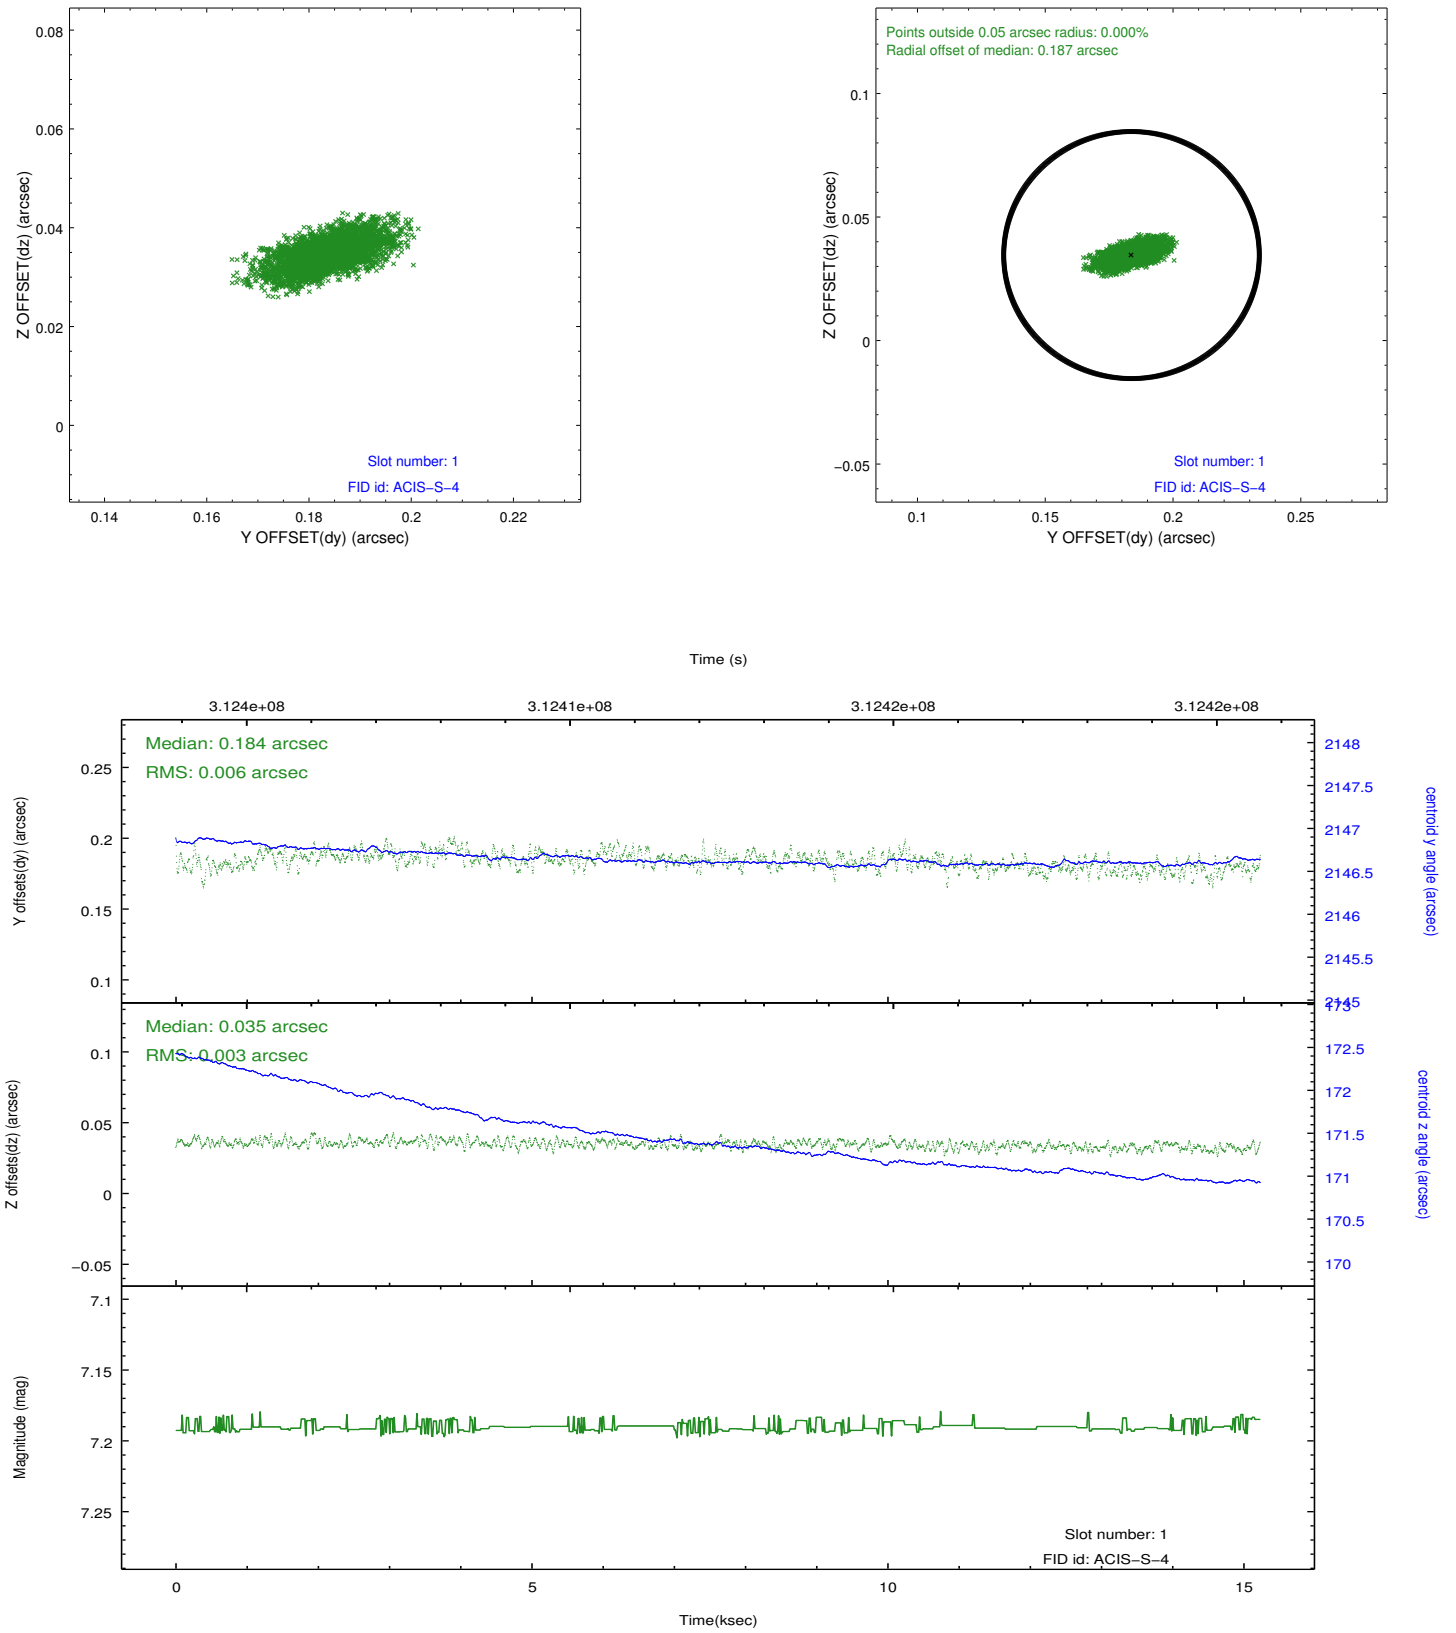 0.08
0.06
0.04
0.02
0
0.14
0.16
0.18
0.2
0.22
Z OFFSET(dz) (arcsec)
Y OFFSET(dy) (arcsec)
Slot number: 1
FID id: ACIS−S−4
Points outside 0.05 arcsec radius: 0.000%
Radial offset of median: 0.187 arcsec
0.1
0.05
0
−0.05
0.1
0.15
0.2
0.25
Z OFFSET(dz) (arcsec)
Y OFFSET(dy) (arcsec)
Slot number: 1
FID id: ACIS−S−4
Time (s)
3.124e+08
3.1241e+08
3.1242e+08
3.1242e+08
Median: 0.184 arcsec
RMS: 0.006 arcsec
0.25
0.2
0.15
0.1
Y offsets(dy) (arcsec)
2148
2147.5
2147
2146.5
2146
2145.5
2145
centroid y angle (arcsec)
Median: 0.035 arcsec
RMS: 0.003 arcsec
0.1
0.05
0
−0.05
Z offsets(dz) (arcsec)
173
172.5
172
171.5
171
170.5
170
centroid z angle (arcsec)
7.1
7.15
7.2
7.25
Magnitude (mag)
Slot number: 1
FID id: ACIS−S−4
0
5
10
15
Time(ksec)